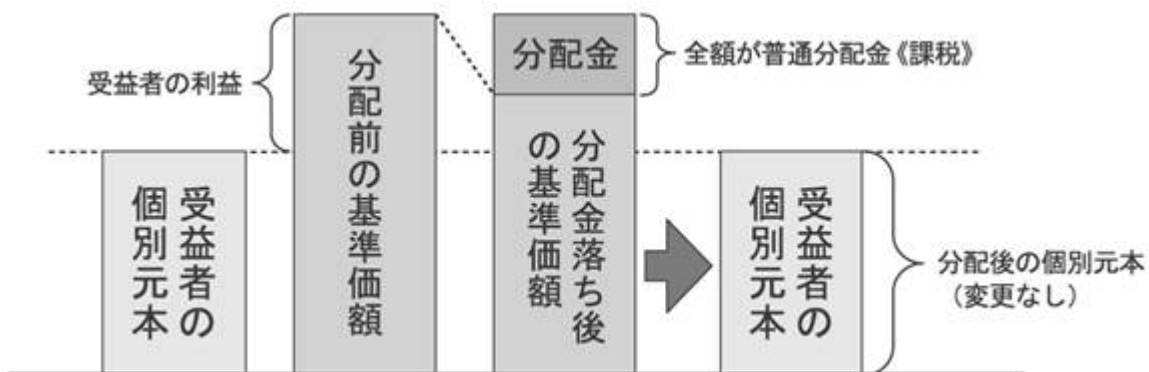 受益者の利益
受益者の
個別元本
分配前の基準価額
分配金
全額が普通分配金《課税》
分配金落ち後
の基準価額
受益者の
個別元本
分配後の個別元本
（変更なし）